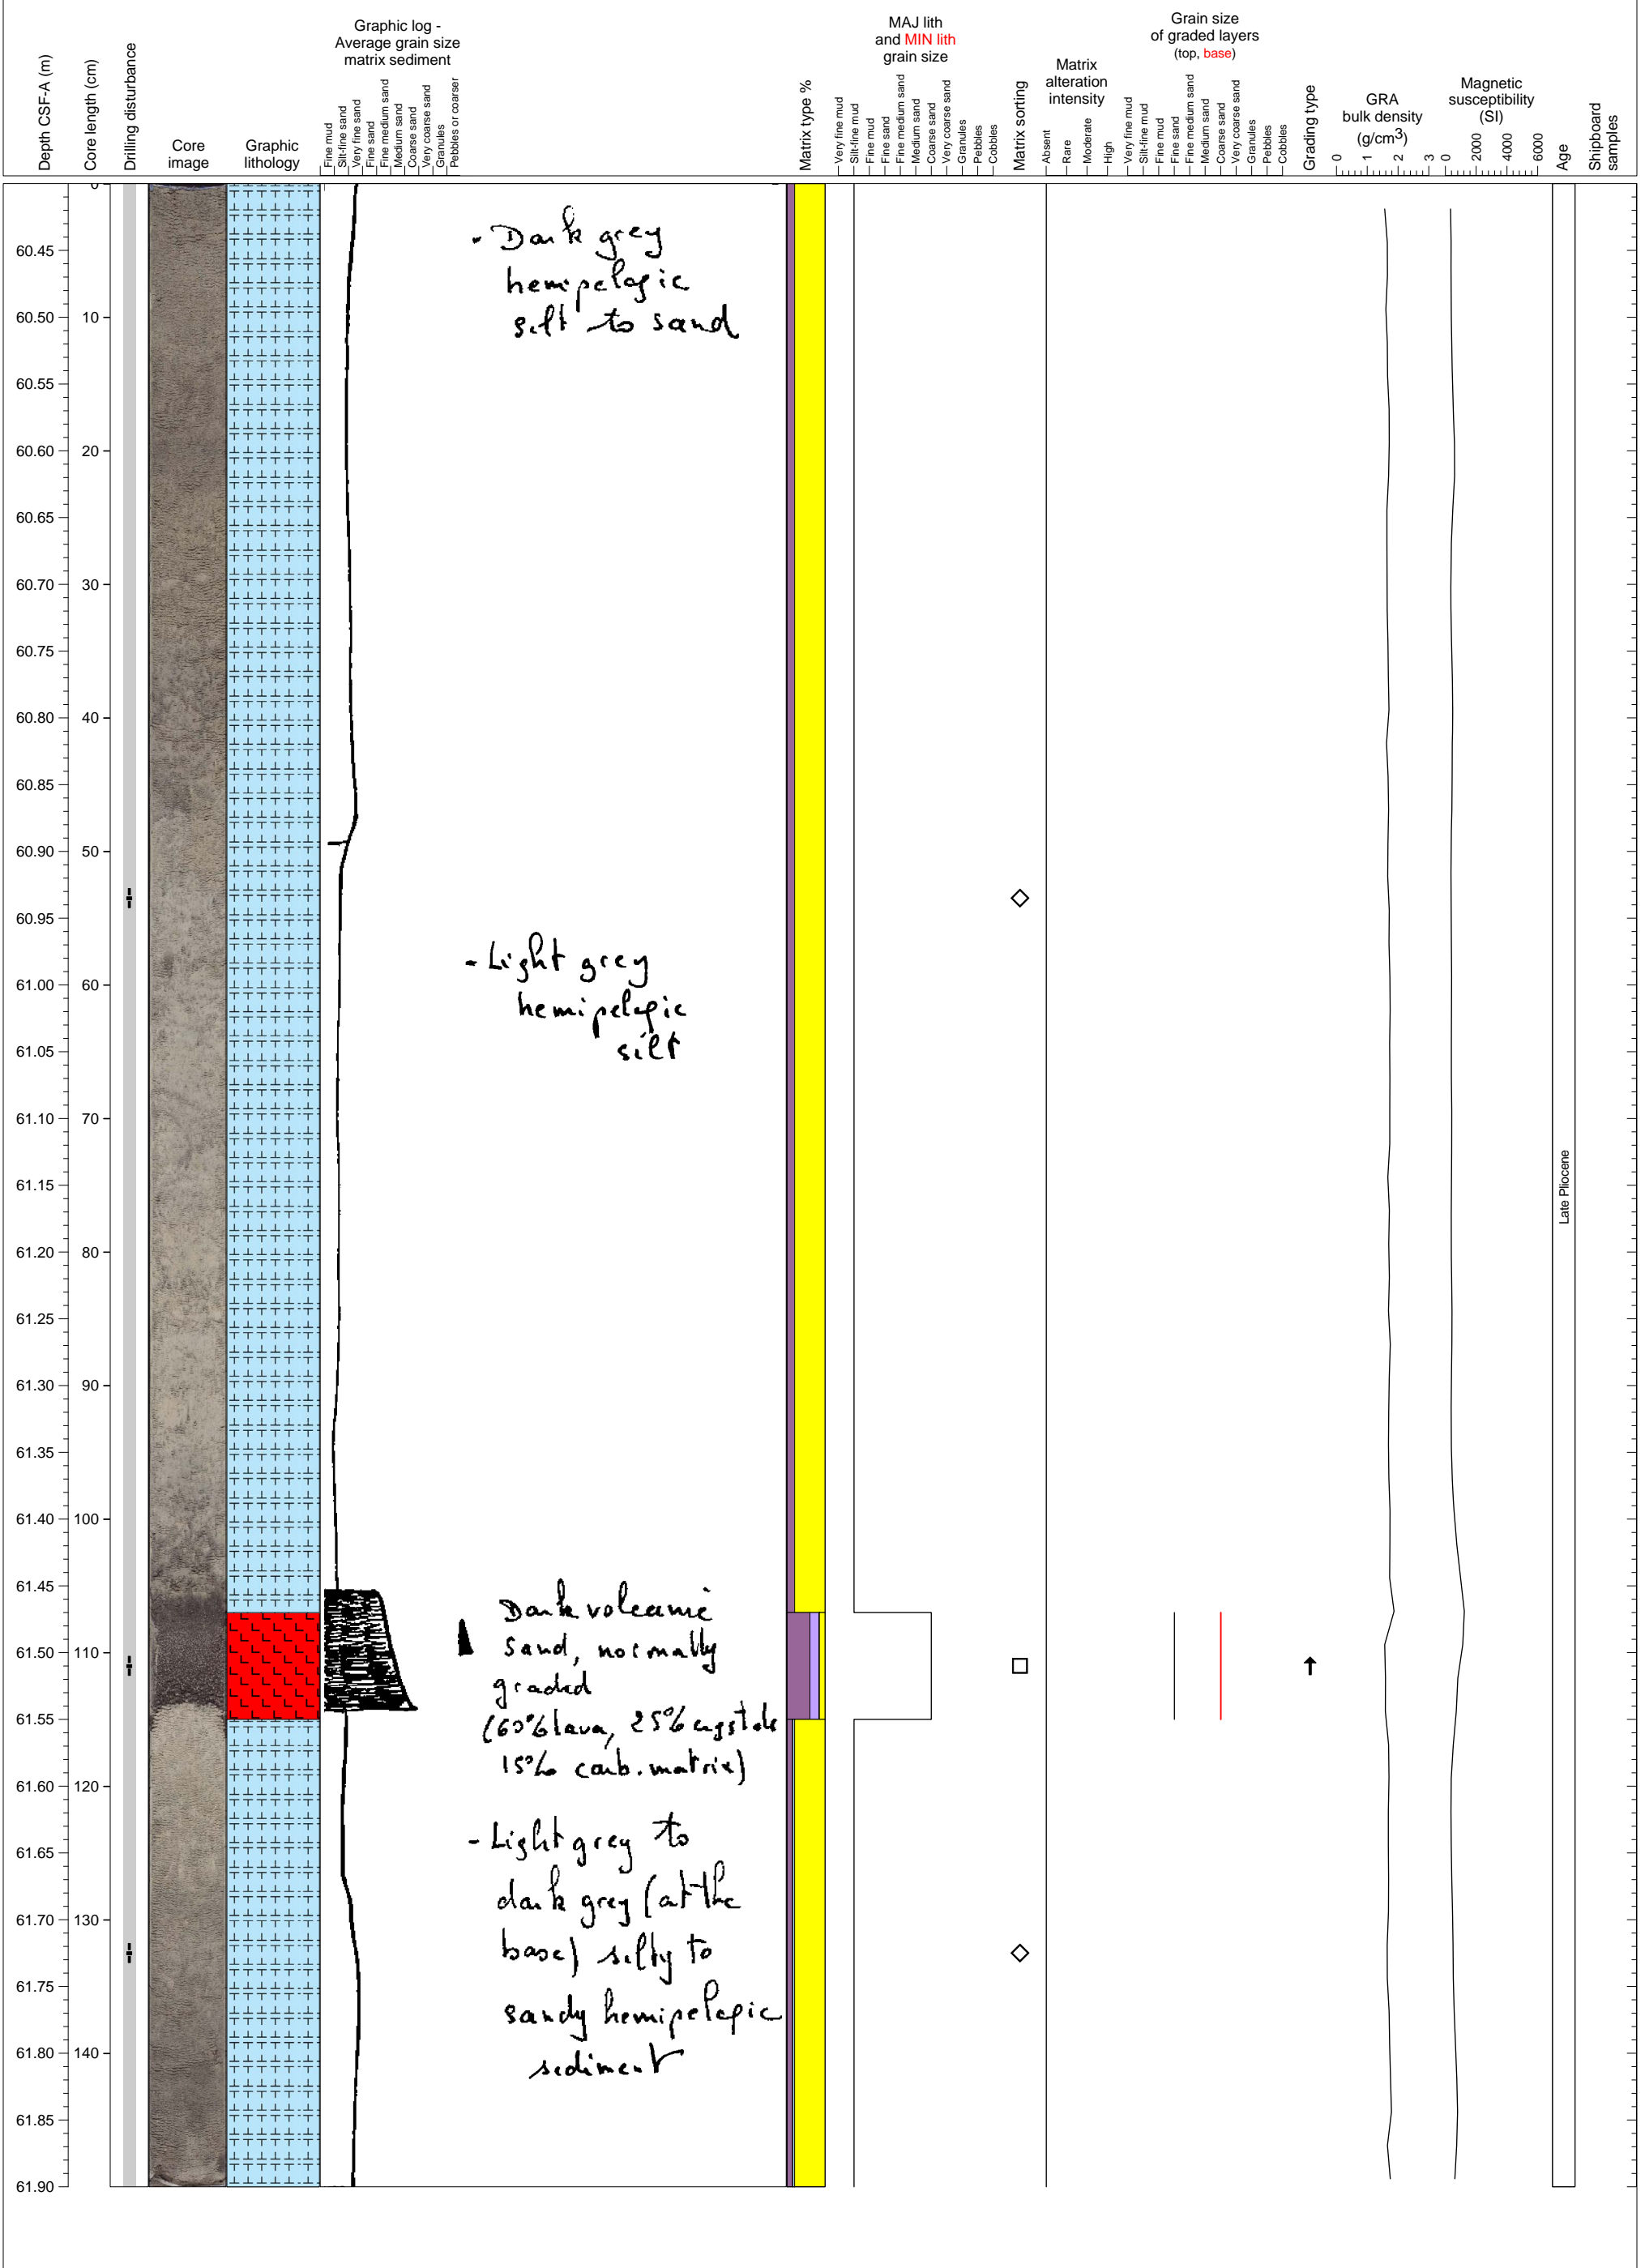 Depth CSF-A (m)
Core length (cm)
Drilling disturbance
Core
image
Graphic
lithology
Graphic log -
Average grain size
matrix sediment
Fine mud
Silt-fine sand
Very fine sand
Fine sand
Fine medium sand
Medium sand
Coarse sand
Very coarse sand
Granules
Pebbles or coarser
Matrix type %
MAJ lith
and MIN lith
grain size
Very fine mud
Silt-fine mud
Fine mud
Fine sand
Fine medium sand
Medium sand
Coarse sand
Very coarse sand
Granules
Pebbles
Cobbles
Matrix sorting
Matrix
alteration
intensity
Absent
Rare
Moderate
High
Grain size
of graded layers
(top, base)
Very fine mud
Silt-fine mud
Fine mud
Fine sand
Fine medium sand
Medium sand
Coarse sand
Very coarse sand
Granules
Pebbles
Cobbles
Grading type
GRA
bulk density
(g/cm3)
0 1 2 3
Magnetic
susceptibility
(SI)
0 2000 4000 6000
Age
Shipboard
samples
0
60.45
60.50 10
60.55
60.60 20
60.65
60.70 30
60.75
60.80 40
60.85
60.90 50
60.95
61.00 60
61.05
61.10 70
61.15
61.20 80
61.25
61.30 90
61.35
61.40 100
61.45
61.50 110
61.55
61.60 120
61.65
61.70 130
61.75
61.80 140
61.85
61.90
- Dark grey
hemipelagic
silt to sand
- Light grey
hemipelagic
silt
Dark volcanic
sand, normally
graded
(60% lava, 25% crystals
15% carb. matrix)
- Light grey to
dark grey (at the
base) silty to
sandy hemipelagic
sediment
Late Pliocene